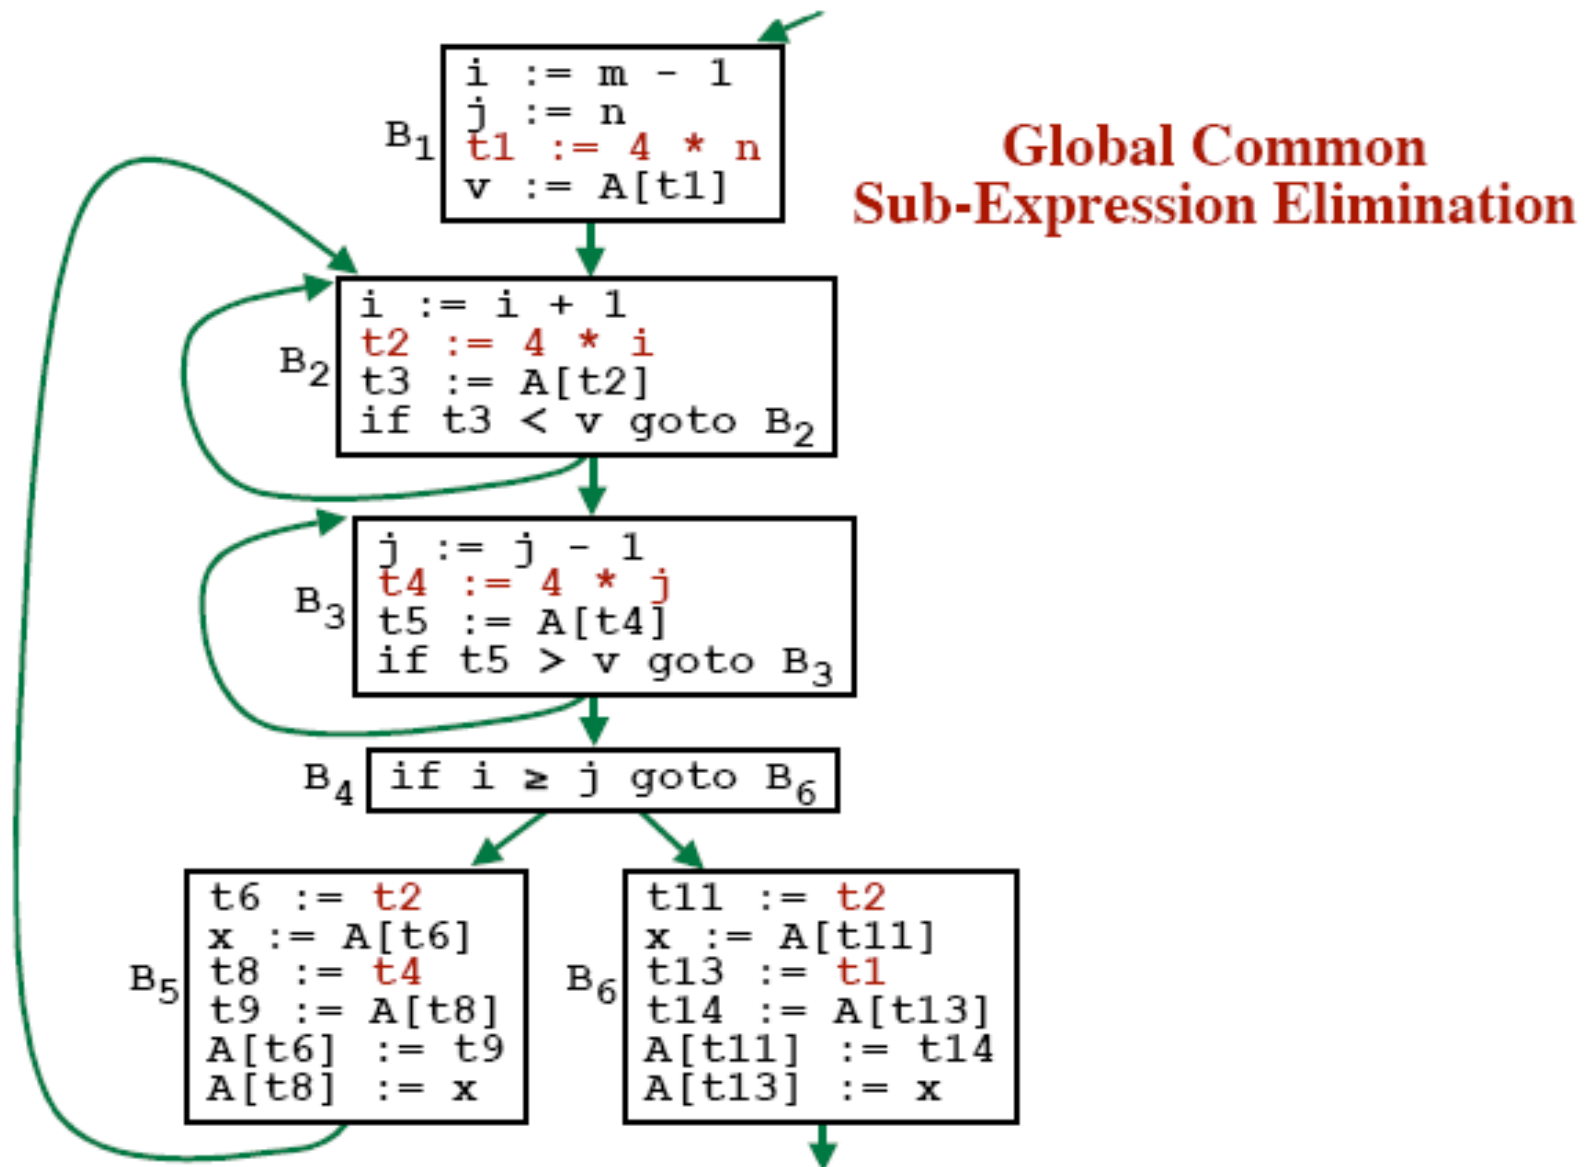 Global Common
Sub-Expression Elimination
B1
i := m - 1
j := n
t1 := 4 * n
v := A[t1]
B2
i := i + 1
t2 := 4 * i
t3 := A[t2]
if t3 < v goto B2
B3
j := j - 1
t4 := 4 * j
t5 := A[t4]
if t5 > v goto B3
B4
if i ≥ j goto B6
B5
t6 := t2
x := A[t6]
t8 := t4
t9 := A[t8]
A[t6] := t9
A[t8] := x
B6
t11 := t2
x := A[t11]
t13 := t1
t14 := A[t13]
A[t11] := t14
A[t13] := x